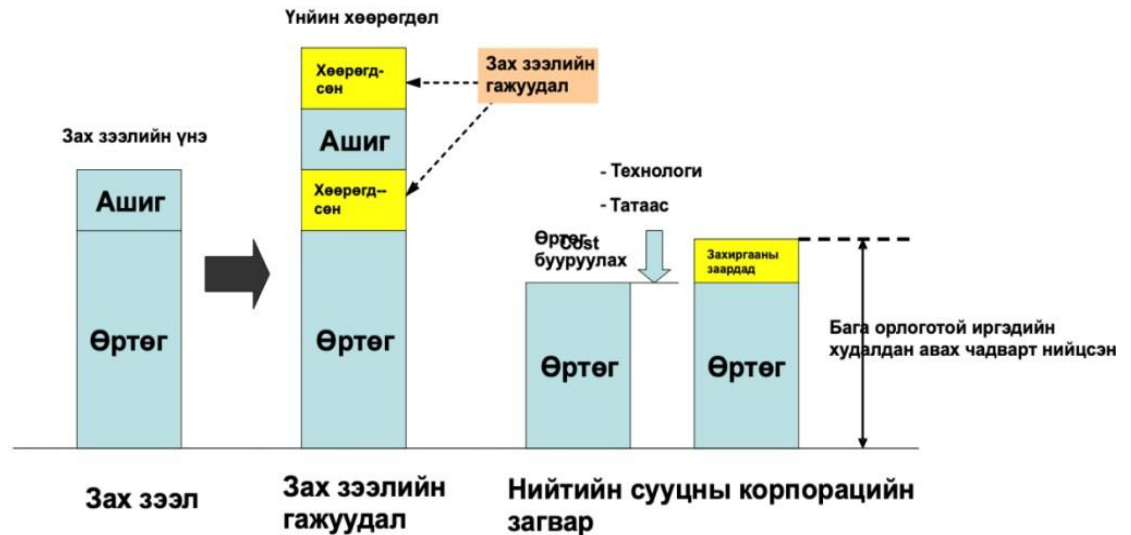 Үнйин хөөрөгдөл
Хөөрөгд-
сөн
Зах зээлийн
гажуудал
Зах зээлийн үнэ
Ашиг
Ашиг
Хөөрөгд--
сөн
- Технологи
- Татаас
Өртөг
Cost
бууруулах
Захиргааны
заардад
Өртөг
Өртөг
Өртөг
Өртөг
Бага орлоготой иргэдийн
худалдан авах чадварт нийцсэн
Зах зээл
Зах зээлийн
гажуудал
Нийтийн сууцны корпорацийн
загвар